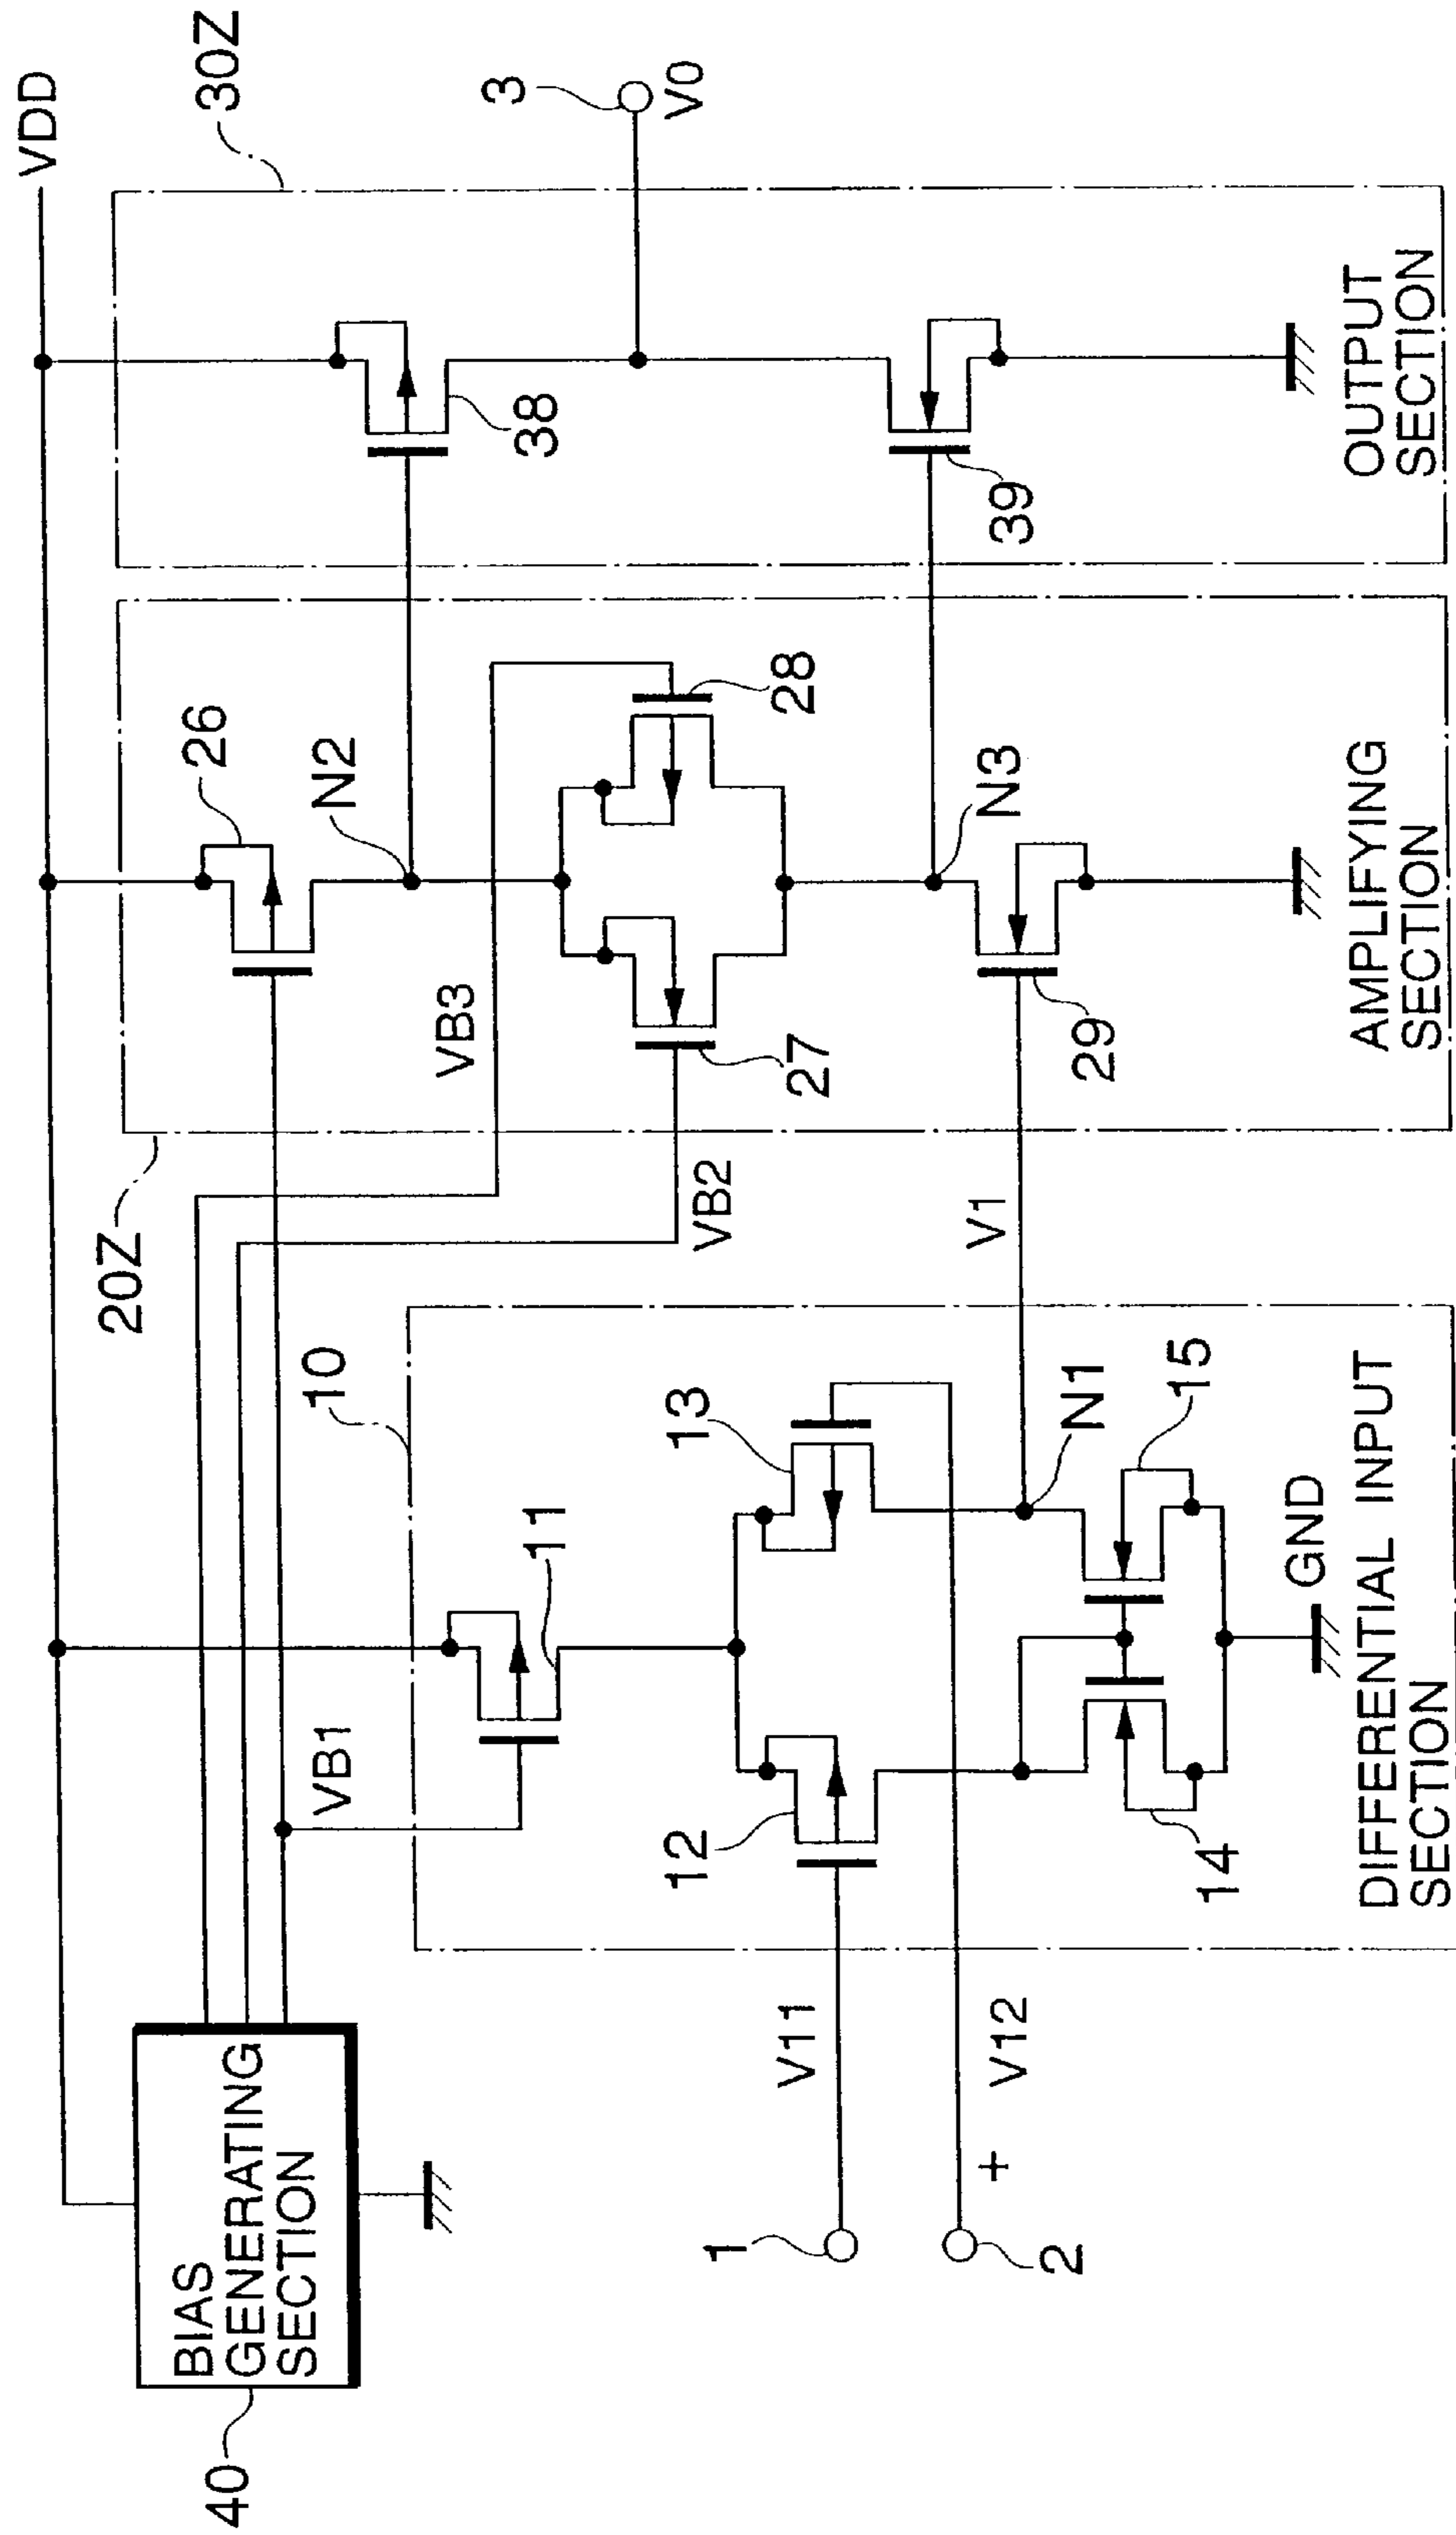 VDD
40
BIAS
GENERATING
SECTION
VB1
10
11
12
13
14
15
N1
GND
DIFFERENTIAL INPUT
SECTION
1
V11
2
+
V12
20Z
VB3
VB2
V1
26
N2
27
28
N3
29
AMPLIFYING
SECTION
30Z
38
39
3
V0
OUTPUT
SECTION